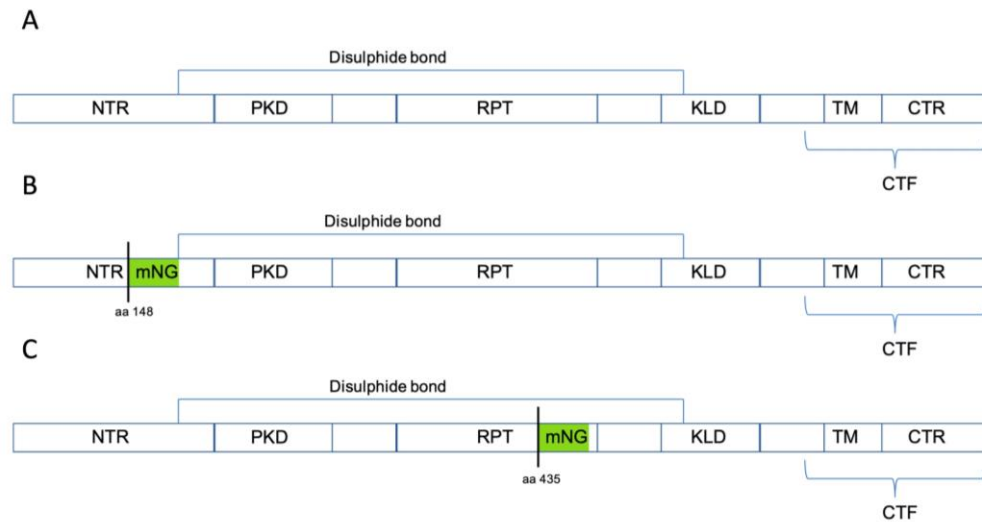 A
Disulphide bond
NTR PKD RPT KLD TM CTR
CTF
B
Disulphide bond
NTR mNG PKD RPT KLD TM CTR
aa 148
CTF
C
Disulphide bond
NTR PKD RPT mNG KLD TM CTR
aa 435
CTF